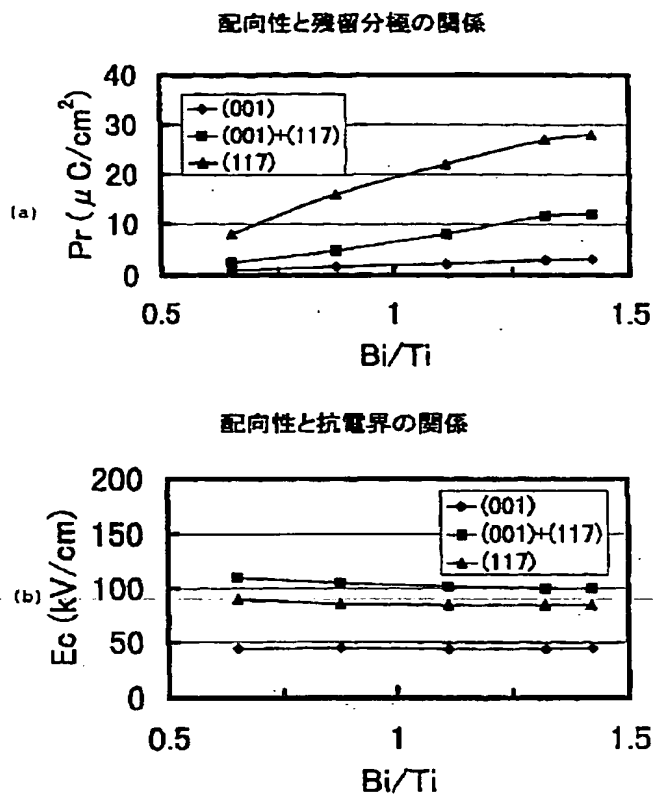 配向性と残留分極の関係
(a)
Pr (μC/cm²)
40
30
20
10
0
(001)
(001)+(117)
(117)
0.5
1
1.5
Bi/Ti
配向性と抗電界の関係
(b)
Ec (kV/cm)
200
150
100
50
0
(001)
(001)+(117)
(117)
0.5
1
1.5
Bi/Ti